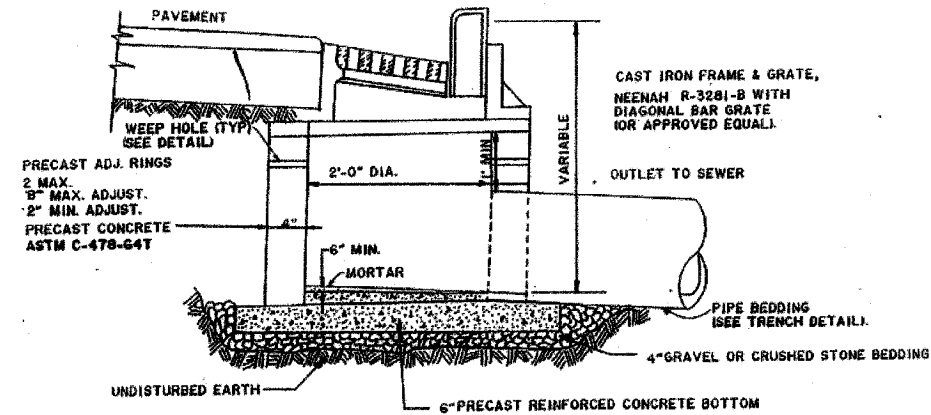 PAVEMENT
CAST IRON FRAME & GRATE,
NEENAH R-3281-B WITH
DIAGONAL BAR GRATE
(OR APPROVED EQUAL).
WEEP HOLE (TYP)
(SEE DETAIL)
PRECAST ADJ. RINGS
2 MAX.
8" MAX. ADJUST.
2" MIN. ADJUST.
PRECAST CONCRETE
ASTM C-478-64T
2'-0" DIA.
1' MIN
VARIABLE
OUTLET TO SEWER
4"
6" MIN.
MORTAR
PIPE BEDDING
(SEE TRENCH DETAIL).
4" GRAVEL OR CRUSHED STONE BEDDING
UNDISTURBED EARTH
6" PRECAST REINFORCED CONCRETE BOTTOM